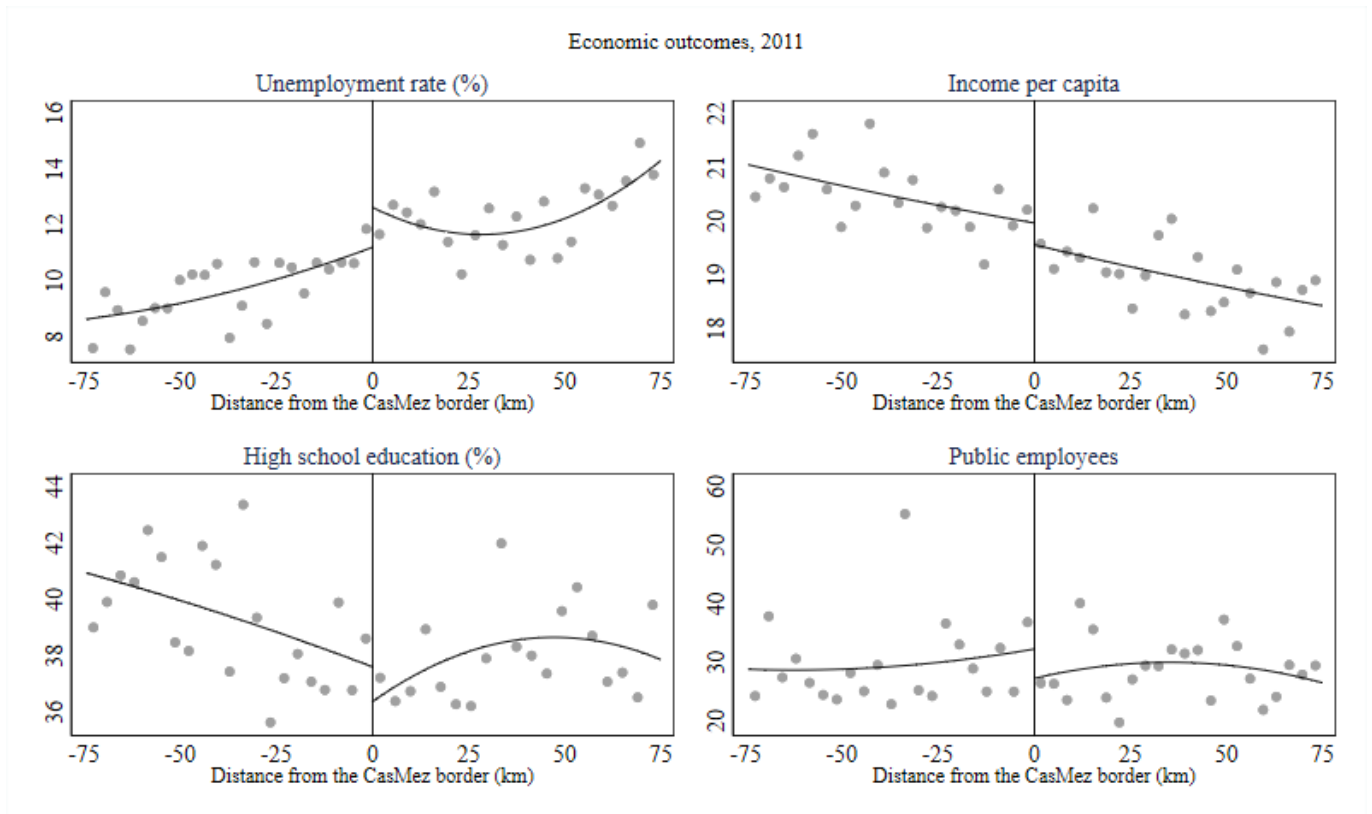 Economic outcomes, 2011
Unemployment rate (%)
16
14
12
10
8
-75 -50 -25 0 25 50 75
Distance from the CasMez border (km)
Income per capita
22
21
20
19
18
-75 -50 -25 0 25 50 75
Distance from the CasMez border (km)
High school education (%)
44
42
40
38
36
-75 -50 -25 0 25 50 75
Distance from the CasMez border (km)
Public employees
60
50
40
30
20
-75 -50 -25 0 25 50 75
Distance from the CasMez border (km)